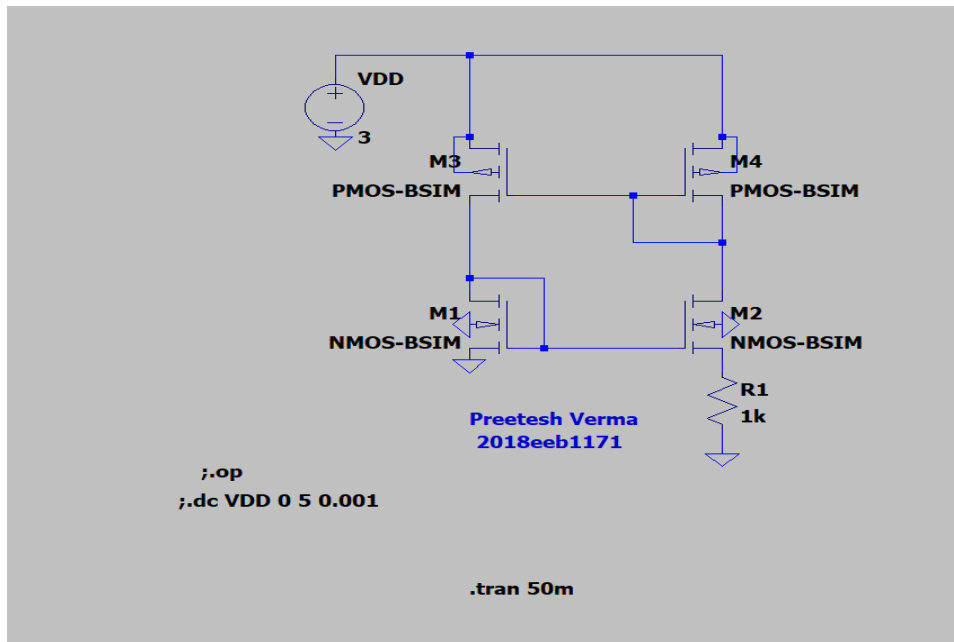 VDD
3
M3
M4
PMOS-BSIM
PMOS-BSIM
M1
M2
NMOS-BSIM
NMOS-BSIM
R1
1k
Preetesh Verma
2018eeb1171
;.op
;.dc VDD 0 5 0.001
.tran 50m